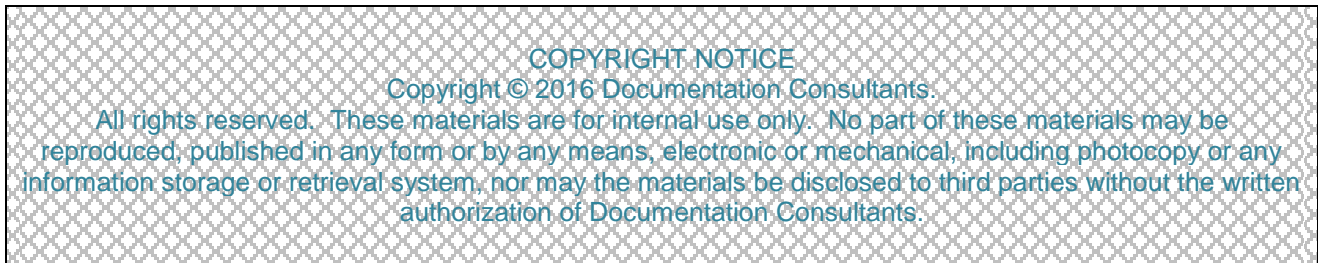 COPYRIGHT NOTICE
Copyright © 2016 Documentation Consultants.
All rights reserved.  These materials are for internal use only.  No part of these materials may be
reproduced, published in any form or by any means, electronic or mechanical, including photocopy or any
information storage or retrieval system, nor may the materials be disclosed to third parties without the written
authorization of Documentation Consultants.